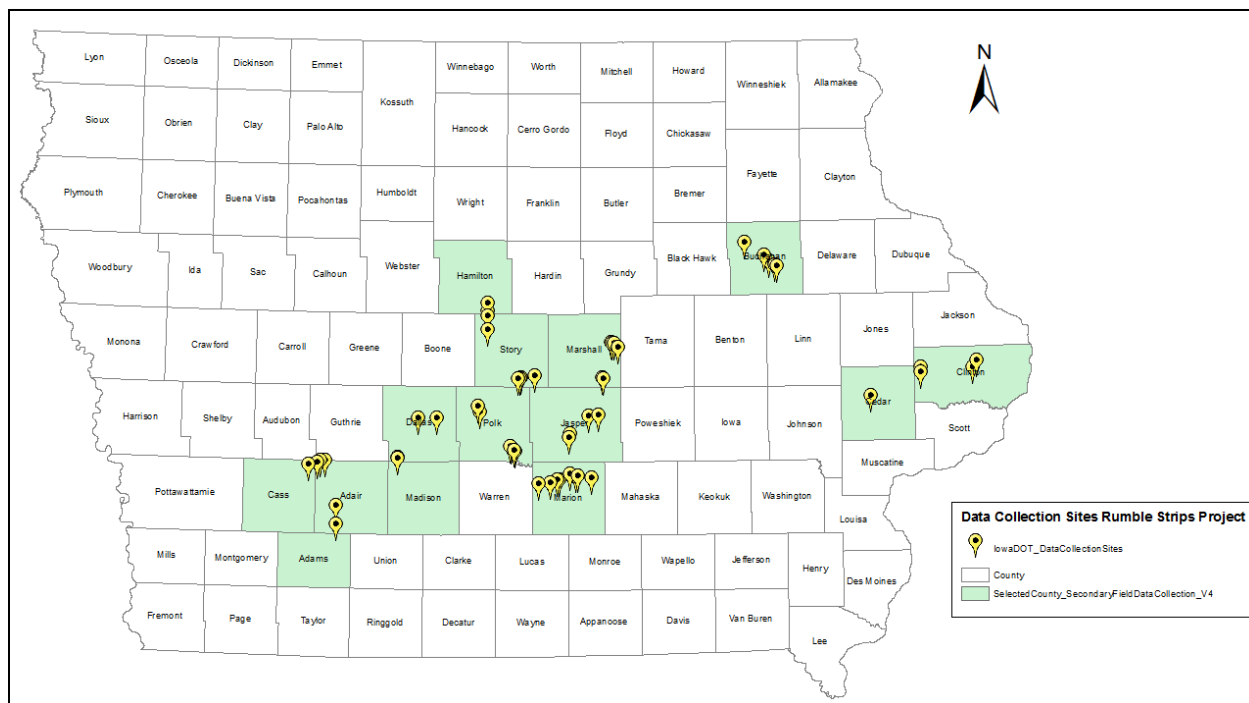 N
Lyon
Osceola
Dickinson
Emmet
Kossuth
Winnebago
Worth
Mitchell
Howard
Winneshiek
Allamakee
Sioux
Obrien
Clay
Palo Alto
Hancock
Cerro Gordo
Floyd
Chickasaw
Fayette
Clayton
Plymouth
Cherokee
Buena Vista
Pocahontas
Humboldt
Wright
Franklin
Butler
Bremer
Woodbury
Ida
Sac
Calhoun
Webster
Hamilton
Hardin
Grundy
Black Hawk
Buchanan
Delaware
Dubuque
Monona
Crawford
Carroll
Greene
Boone
Story
Marshall
Tama
Benton
Linn
Jones
Jackson
Clinton
Cedar
Harrison
Shelby
Audubon
Guthrie
Dallas
Polk
Jasper
Poweshiek
Iowa
Johnson
Scott
Muscatine
Pottawattamie
Cass
Adair
Madison
Warren
Marion
Mahaska
Keokuk
Washington
Louisa
Mills
Montgomery
Adams
Union
Clarke
Lucas
Monroe
Wapello
Jefferson
Henry
Des Moines
Fremont
Page
Taylor
Ringgold
Decatur
Wayne
Appanoose
Davis
Van Buren
Lee
Data Collection Sites Rumble Strips Project
IowaDOT_DataCollectionSites
County
SelectedCounty_SecondaryFieldDataCollection_V4